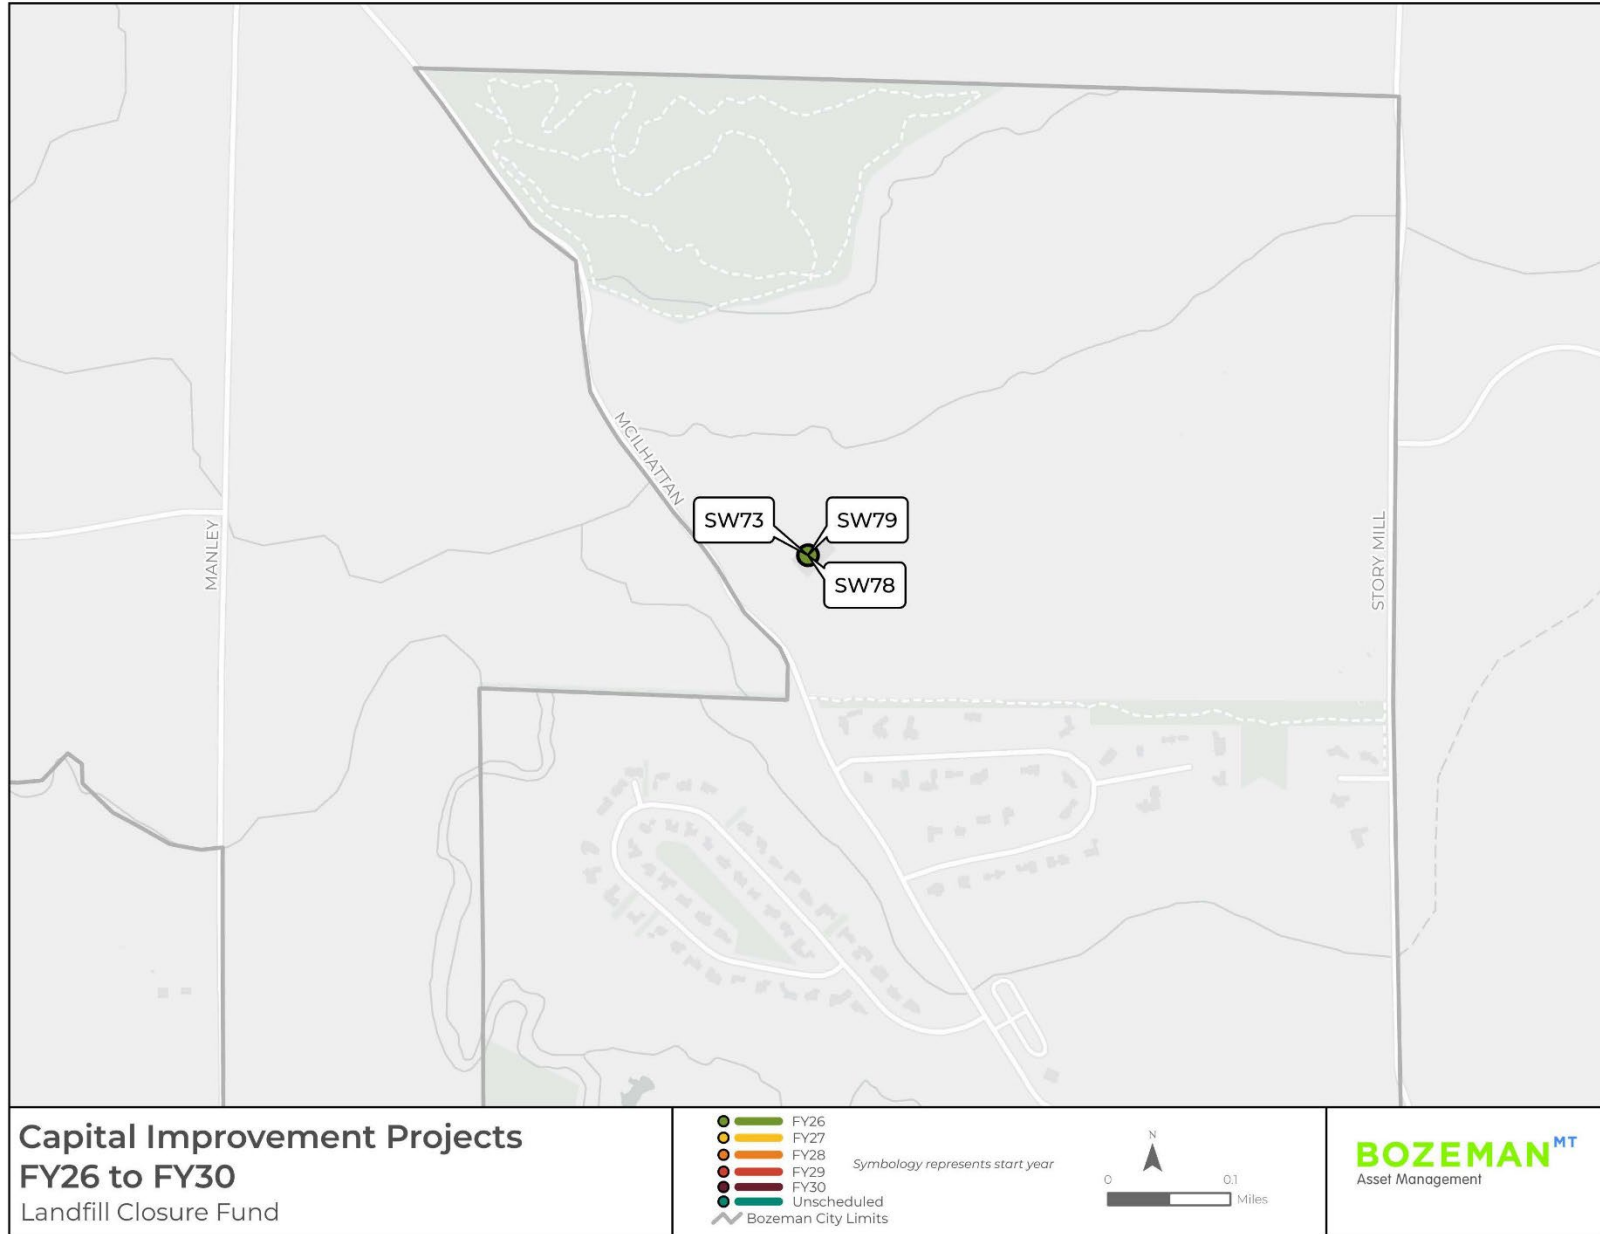 MCILHATTAN
SW73
SW79
SW78
MANLEY
STORY MILL
Capital Improvement Projects
FY26 to FY30
Landfill Closure Fund
FY26
FY27
FY28
FY29
FY30
Unscheduled
Bozeman City Limits
Symbology represents start year
N
0 0.1
Miles
BOZEMAN MT
Asset Management